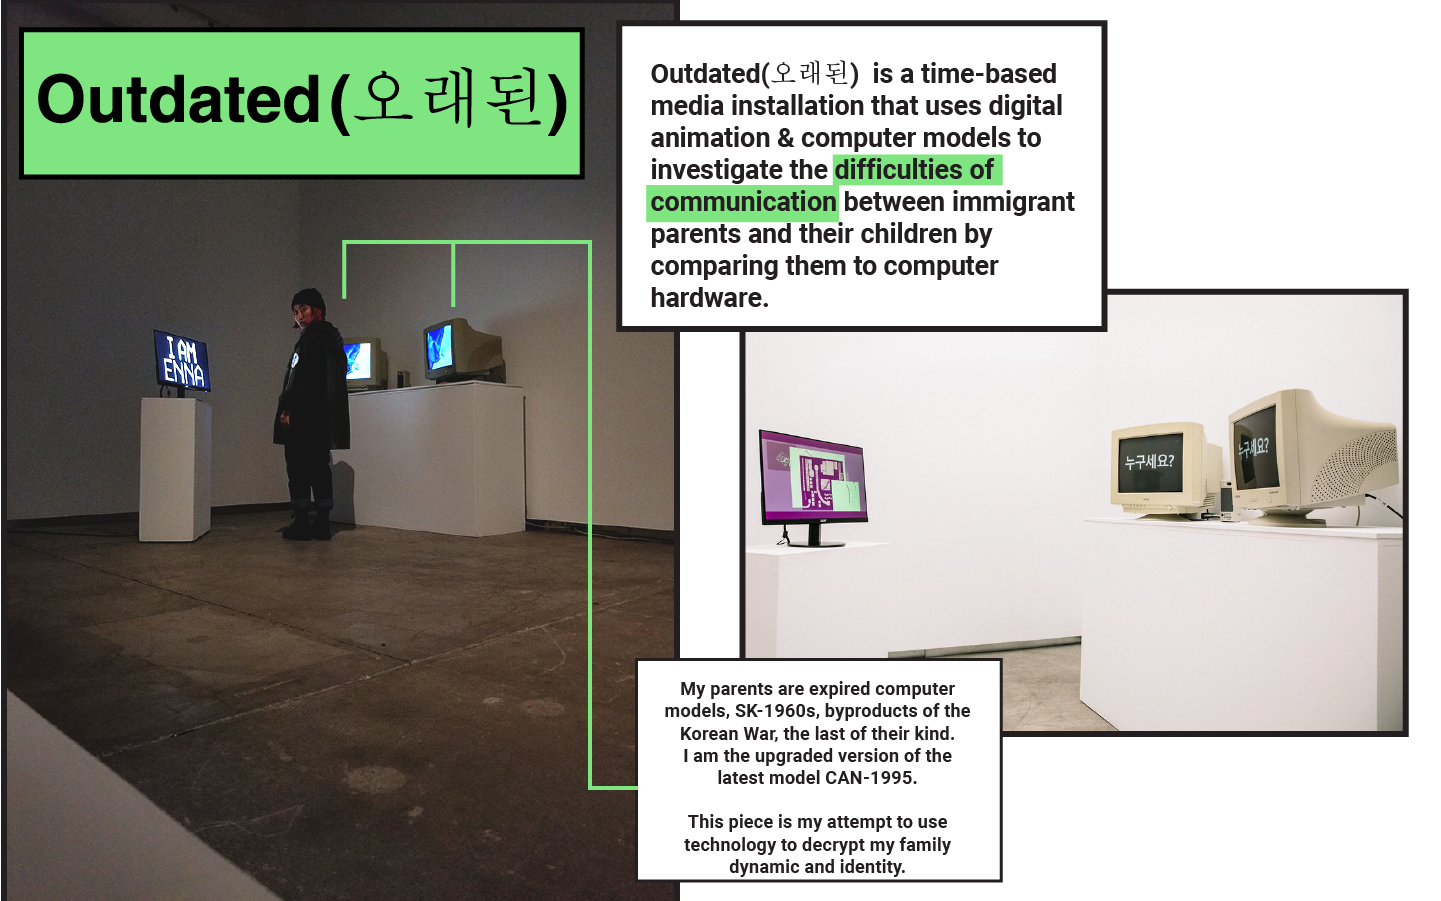 Outdated(오래된)
Outdated(오래된) is a time-based
media installation that uses digital
animation & computer models to
investigate the difficulties of
communication between immigrant
parents and their children by
comparing them to computer
hardware.
I AM
ENNA
누구세요?
누구세요?
My parents are expired computer
models, SK-1960s, byproducts of the
Korean War, the last of their kind.
I am the upgraded version of the
latest model CAN-1995.
This piece is my attempt to use
technology to decrypt my family
dynamic and identity.